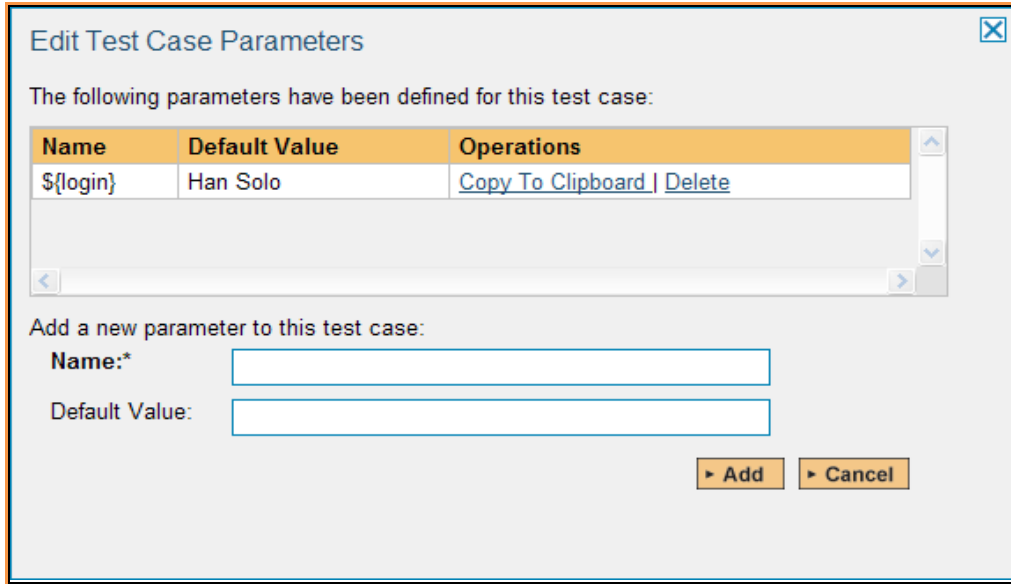 Edit Test Case Parameters
The following parameters have been defined for this test case:
Name Default Value Operations
${login} Han Solo Copy To Clipboard | Delete
Add a new parameter to this test case:
Name:*
Default Value:
Add Cancel